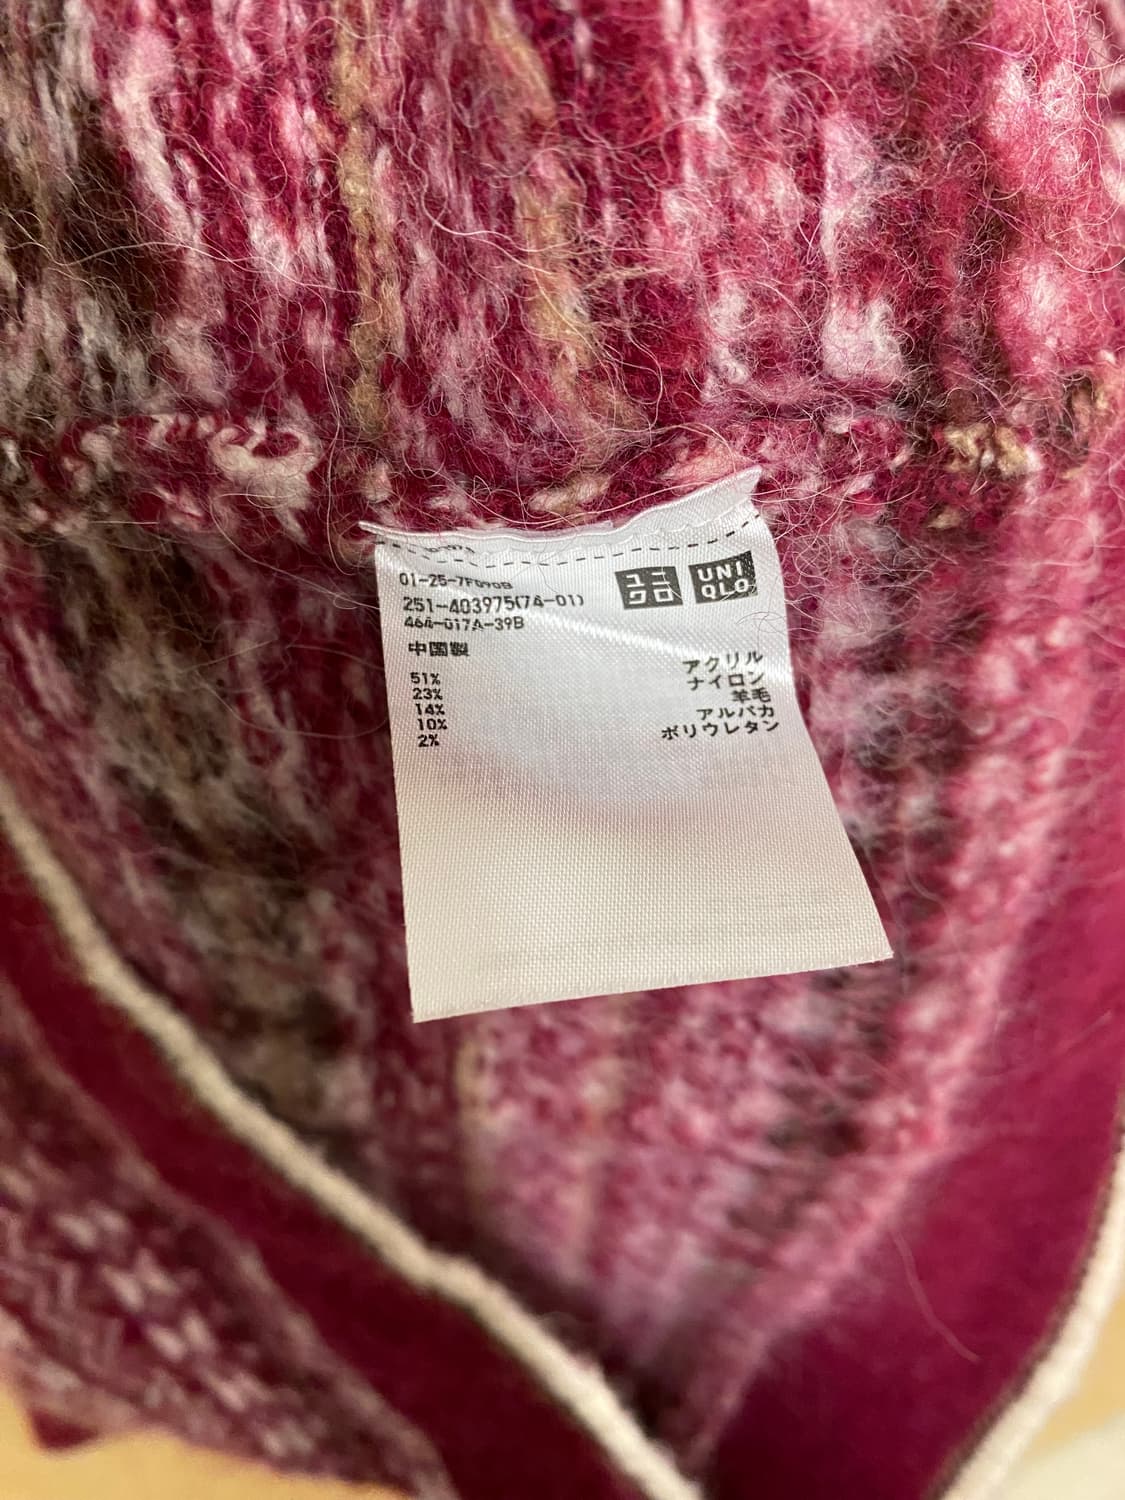 ユニクロ UNIQLO
01-25-7F090B
251-403975(74-01)
464-017A-39B
中国製
51% アクリル
23% ナイロン
14% 羊毛
10% アルパカ
2% ポリウレタン